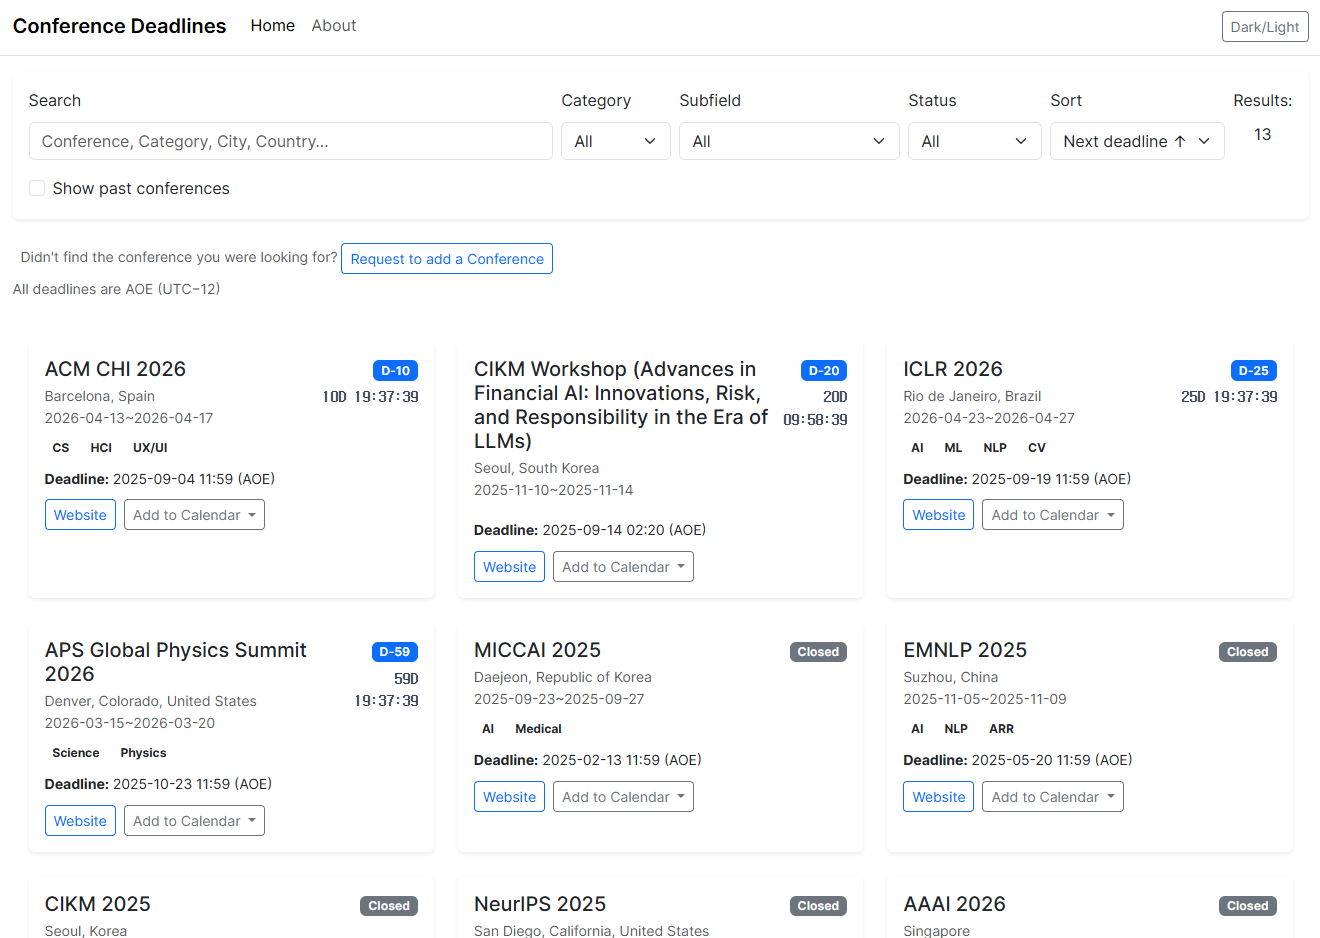 Conference Deadlines Home About Dark/Light
Search Category Subfield Status Sort Results:
Conference, Category, City, Country... All All All Next deadline ↑ 13
Show past conferences
Didn't find the conference you were looking for? Request to add a Conference
All deadlines are AOE (UTC−12)
ACM CHI 2026 D-10
Barcelona, Spain 10D 19:37:39
2026-04-13~2026-04-17
CS HCI UX/UI
Deadline: 2025-09-04 11:59 (AOE)
Website Add to Calendar
CIKM Workshop (Advances in D-20
Financial AI: Innovations, Risk, 20D
and Responsibility in the Era of 09:58:39
LLMs)
Seoul, South Korea
2025-11-10~2025-11-14
Deadline: 2025-09-14 02:20 (AOE)
Website Add to Calendar
ICLR 2026 D-25
Rio de Janeiro, Brazil 25D 19:37:39
2026-04-23~2026-04-27
AI ML NLP CV
Deadline: 2025-09-19 11:59 (AOE)
Website Add to Calendar
APS Global Physics Summit D-59
2026 59D
Denver, Colorado, United States 19:37:39
2026-03-15~2026-03-20
Science Physics
Deadline: 2025-10-23 11:59 (AOE)
Website Add to Calendar
MICCAI 2025 Closed
Daejeon, Republic of Korea
2025-09-23~2025-09-27
AI Medical
Deadline: 2025-02-13 11:59 (AOE)
Website Add to Calendar
EMNLP 2025 Closed
Suzhou, China
2025-11-05~2025-11-09
AI NLP ARR
Deadline: 2025-05-20 11:59 (AOE)
Website Add to Calendar
CIKM 2025 Closed
Seoul, Korea
NeurIPS 2025 Closed
San Diego, California, United States
AAAI 2026 Closed
Singapore